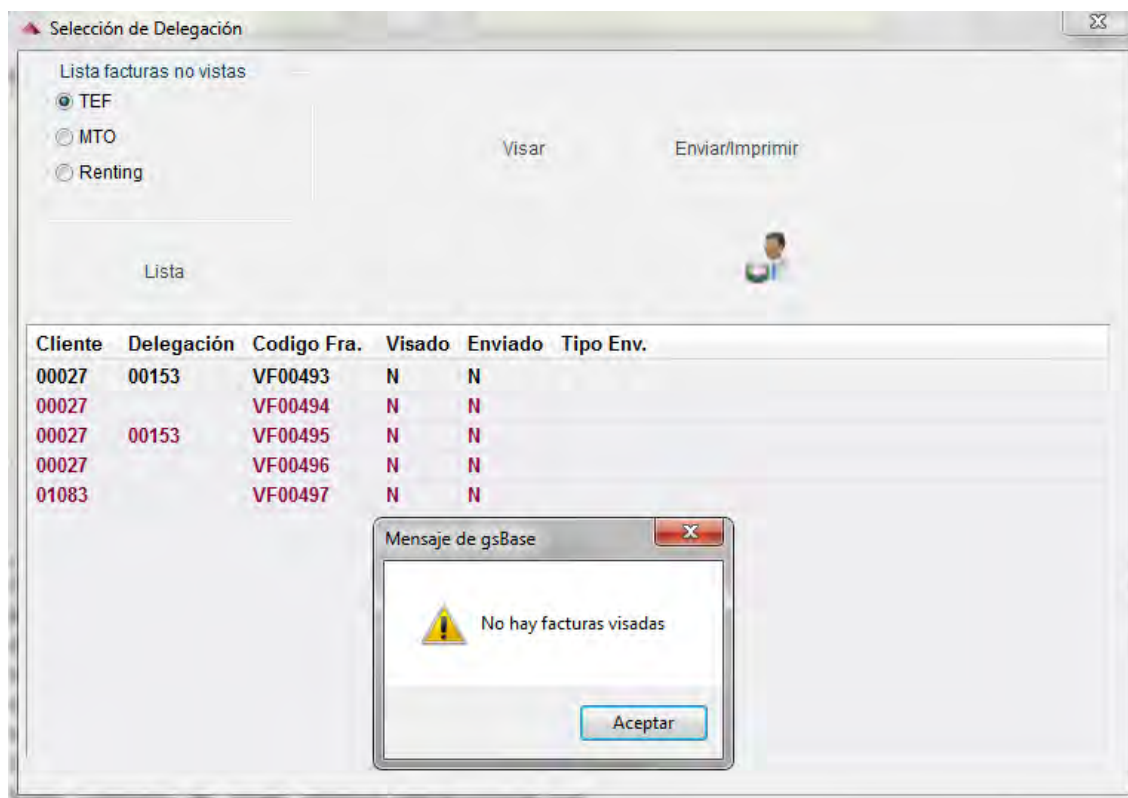 Selección de Delegación
Lista facturas no vistas
TEF
MTO
Renting
Visar Enviar/Imprimir
Lista
Cliente Delegación Codigo Fra. Visado Enviado Tipo Env.
00027 00153 VF00493 N N
00027 VF00494 N N
00027 00153 VF00495 N N
00027 VF00496 N N
01083 VF00497 N N
Mensaje de gsBase
No hay facturas visadas
Aceptar